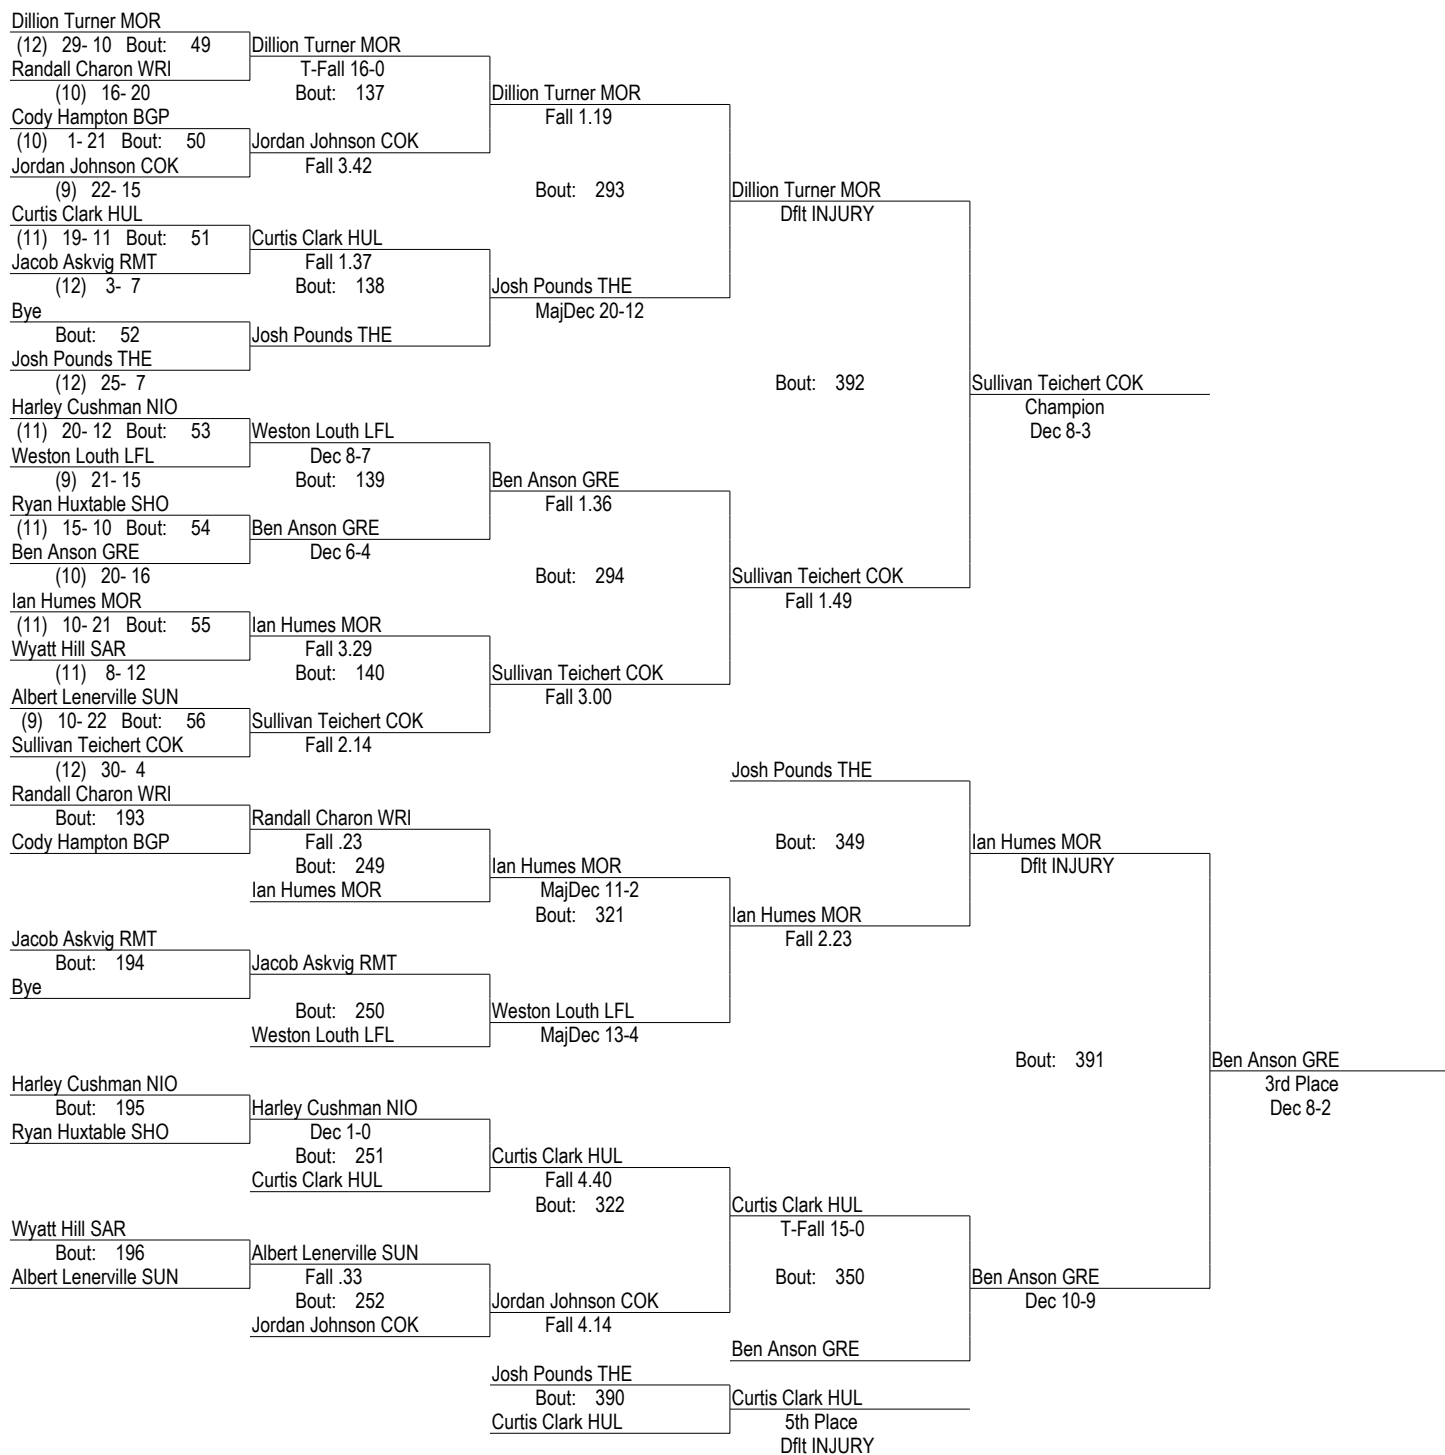 Dillion Turner MOR
(12) 29- 10 Bout: 49
Randall Charon WRI
(10) 16- 20
Cody Hampton BGP
(10) 1- 21 Bout: 50
Jordan Johnson COK
(9) 22- 15
Curtis Clark HUL
(11) 19- 11 Bout: 51
Jacob Askvig RMT
(12) 3- 7
Bye
Bout: 52
Josh Pounds THE
(12) 25- 7
Harley Cushman NIO
(11) 20- 12 Bout: 53
Weston Louth LFL
(9) 21- 15
Ryan Huxtable SHO
(11) 15- 10 Bout: 54
Ben Anson GRE
(10) 20- 16
Ian Humes MOR
(11) 10- 21 Bout: 55
Wyatt Hill SAR
(11) 8- 12
Albert Lenerville SUN
(9) 10- 22 Bout: 56
Sullivan Teichert COK
(12) 30- 4
Dillion Turner MOR
T-Fall 16-0
Bout: 137
Jordan Johnson COK
Fall 3.42
Curtis Clark HUL
Fall 1.37
Bout: 138
Josh Pounds THE
Weston Louth LFL
Dec 8-7
Bout: 139
Ben Anson GRE
Dec 6-4
Ian Humes MOR
Fall 3.29
Bout: 140
Sullivan Teichert COK
Fall 2.14
Dillion Turner MOR
Fall 1.19
Bout: 293
Josh Pounds THE
MajDec 20-12
Ben Anson GRE
Fall 1.36
Bout: 294
Sullivan Teichert COK
Fall 3.00
Dillion Turner MOR
Dflt INJURY
Bout: 392
Sullivan Teichert COK
Fall 1.49
Sullivan Teichert COK
Champion
Dec 8-3
Randall Charon WRI
Bout: 193
Cody Hampton BGP
Jacob Askvig RMT
Bout: 194
Bye
Harley Cushman NIO
Bout: 195
Ryan Huxtable SHO
Wyatt Hill SAR
Bout: 196
Albert Lenerville SUN
Randall Charon WRI
Fall .23
Bout: 249
Ian Humes MOR
Jacob Askvig RMT
Bout: 250
Weston Louth LFL
Harley Cushman NIO
Dec 1-0
Bout: 251
Curtis Clark HUL
Albert Lenerville SUN
Fall .33
Bout: 252
Jordan Johnson COK
Ian Humes MOR
MajDec 11-2
Bout: 321
Weston Louth LFL
MajDec 13-4
Curtis Clark HUL
Fall 4.40
Bout: 322
Jordan Johnson COK
Fall 4.14
Josh Pounds THE
Bout: 349
Ian Humes MOR
Fall 2.23
Curtis Clark HUL
T-Fall 15-0
Bout: 350
Ben Anson GRE
Ian Humes MOR
Dflt INJURY
Bout: 391
Ben Anson GRE
Dec 10-9
Ben Anson GRE
3rd Place
Dec 8-2
Josh Pounds THE
Bout: 390
Curtis Clark HUL
Curtis Clark HUL
5th Place
Dflt INJURY